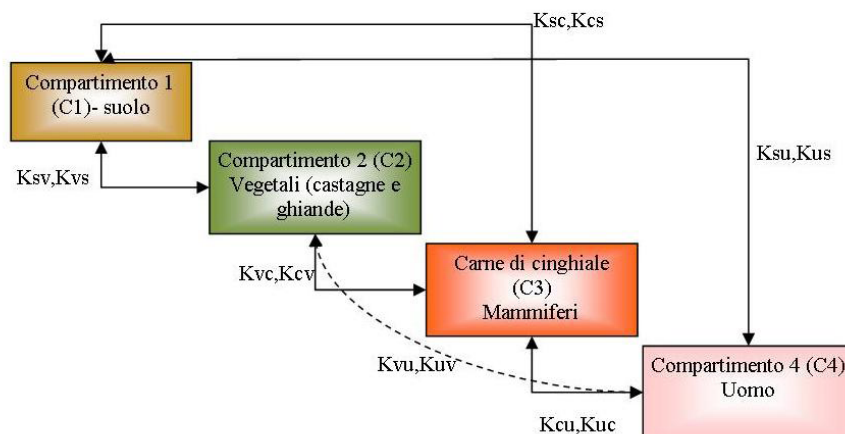 Ksc,Kcs
Compartimento 1
(C1)- suolo
Ksu,Kus
Compartimento 2 (C2)
Vegetali (castagne e
ghiande)
Ksv,Kvs
Carne di cinghiale
(C3)
Mammiferi
Kvc,Kcv
Kvu,Kuv
Compartimento 4 (C4)
Uomo
Kcu,Kuc